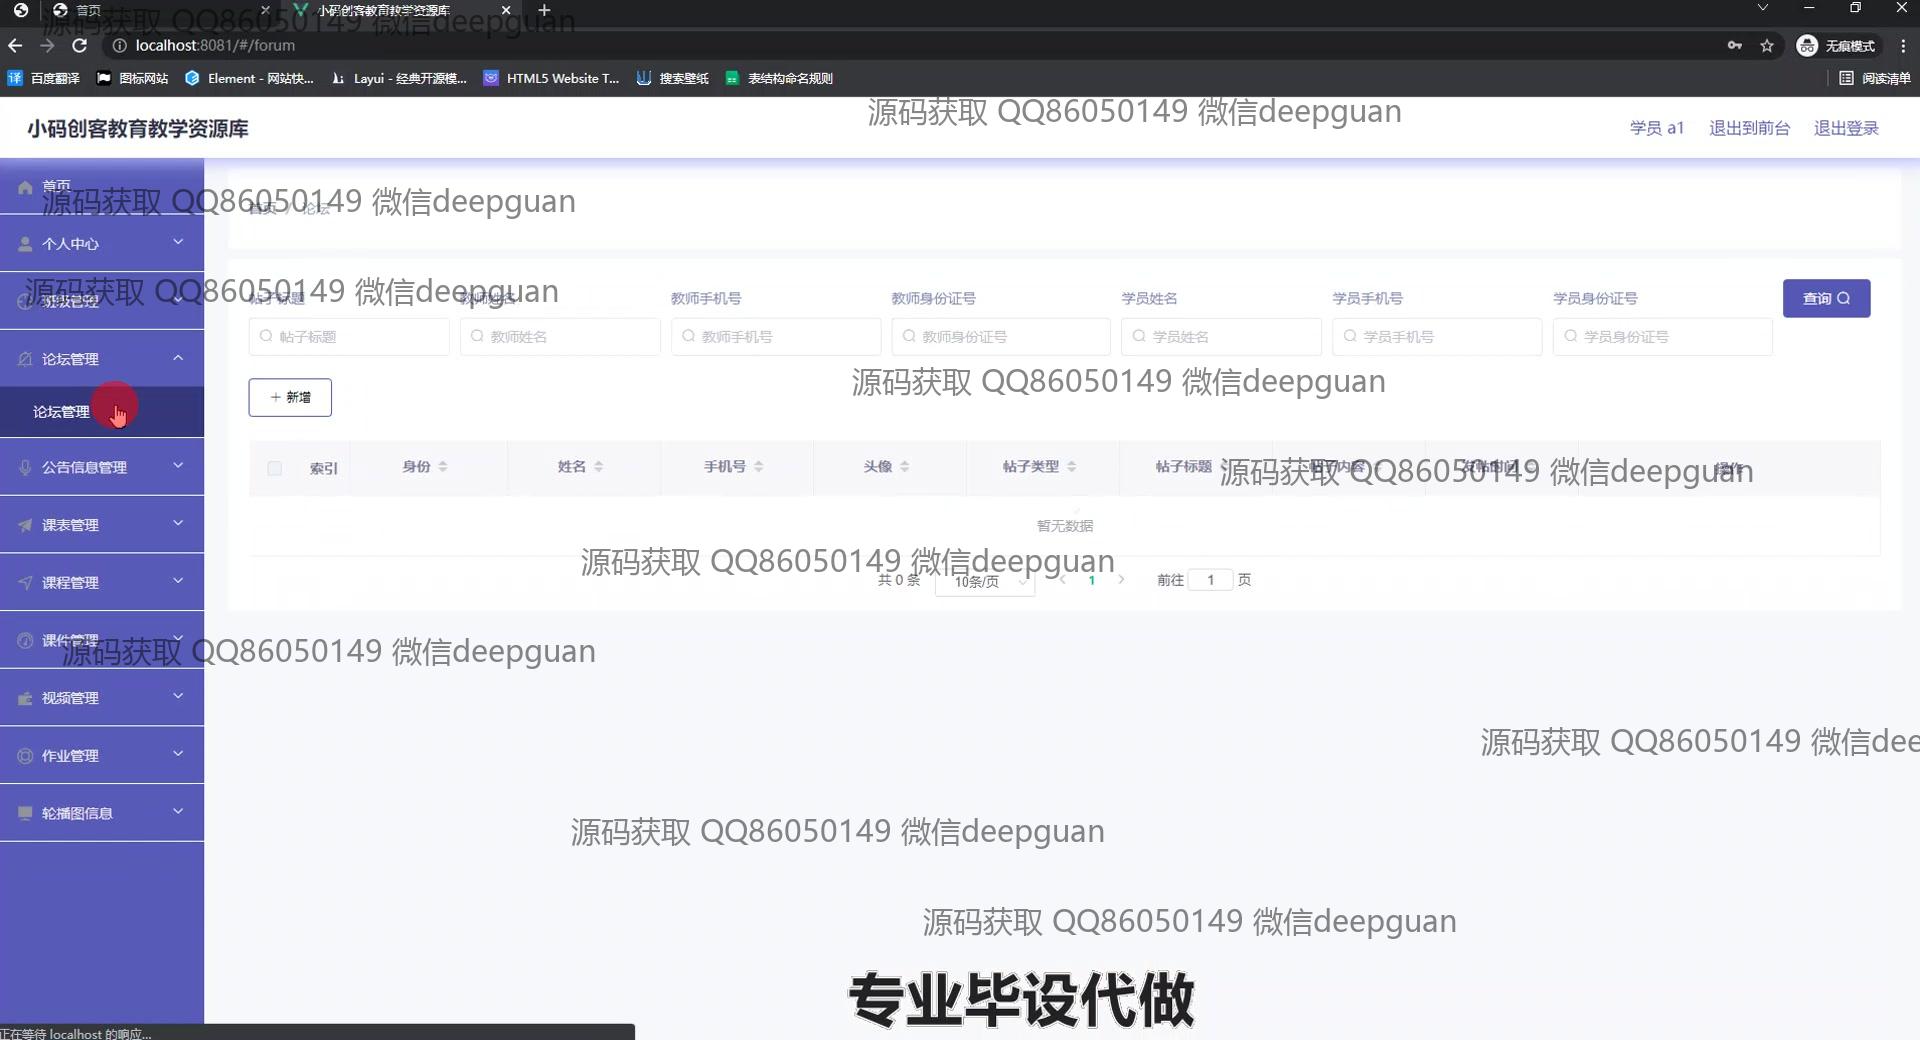 首页
小码创客教育教学资源库
源码获取 QQ86050149 微信deepguan
localhost:8081/#/forum
无痕模式
百度翻译 图标网站 Element - 网站快... Layui - 经典开源模... HTML5 Website T... 搜索壁纸 表结构命名规则 阅读清单
小码创客教育教学资源库
源码获取 QQ86050149 微信deepguan
学员 a1 退出到前台 退出登录
首页
源码获取 QQ86050149 微信deepguan
首页 / 论坛
个人中心
班级管理
源码获取 QQ86050149 微信deepguan
帖子标题 教师姓名 教师手机号 教师身份证号 学员姓名 学员手机号 学员身份证号
查询
帖子标题 教师姓名 教师手机号 教师身份证号 学员姓名 学员手机号 学员身份证号
论坛管理
源码获取 QQ86050149 微信deepguan
+ 新增
论坛管理
公告信息管理
索引 身份 姓名 手机号 头像 帖子类型 帖子标题 帖子内容 发帖时间 操作
源码获取 QQ86050149 微信deepguan
课表管理
暂无数据
源码获取 QQ86050149 微信deepguan
课程管理
共 0 条 10条/页 1 前往 1 页
课件管理
源码获取 QQ86050149 微信deepguan
视频管理
作业管理
源码获取 QQ86050149 微信dee
轮播图信息
源码获取 QQ86050149 微信deepguan
源码获取 QQ86050149 微信deepguan
专业毕设代做
正在等待 localhost 的响应...